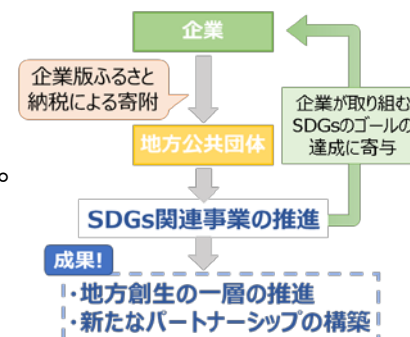 企業
企業版ふるさと
納税による寄附
企業が取り組む
SDGsのゴールの
達成に寄与
地方公共団体
。
SDGs関連事業の推進
成果!
・地方創生の一層の推進
・新たなパートナーシップの構築